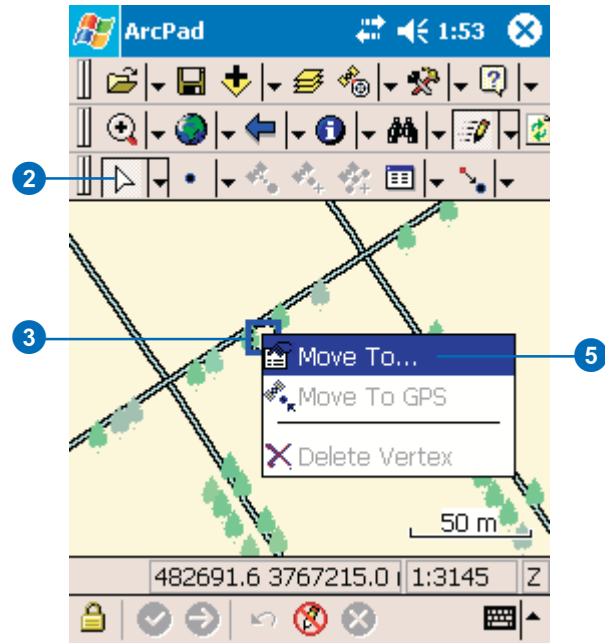 ArcPad 1:53
2
3
Move To...
5
Move To GPS
Delete Vertex
50 m
482691.6 3767215.0 1:3145 Z